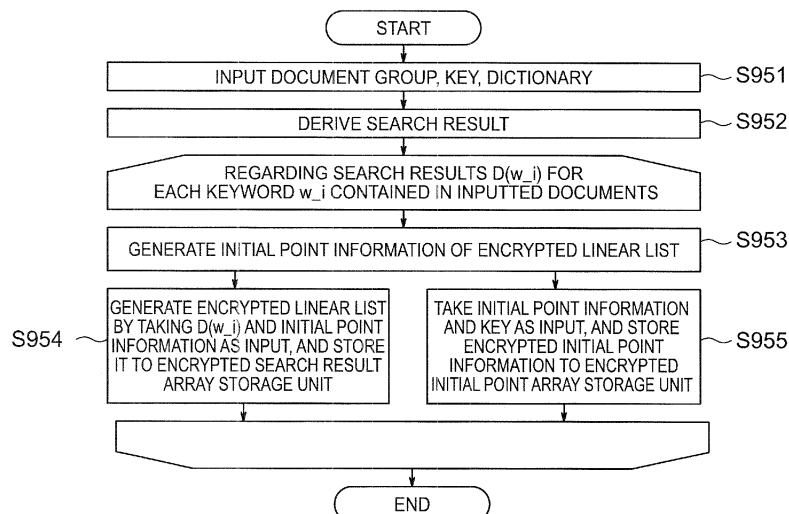 START
INPUT DOCUMENT GROUP, KEY, DICTIONARY
S951
DERIVE SEARCH RESULT
S952
REGARDING SEARCH RESULTS D(w_i) FOR
EACH KEYWORD w_i CONTAINED IN INPUTTED DOCUMENTS
GENERATE INITIAL POINT INFORMATION OF ENCRYPTED LINEAR LIST
S953
S954
GENERATE ENCRYPTED LINEAR LIST
BY TAKING D(w_i) AND INITIAL POINT
INFORMATION AS INPUT, AND STORE
IT TO ENCRYPTED SEARCH RESULT
ARRAY STORAGE UNIT
TAKE INITIAL POINT INFORMATION
AND KEY AS INPUT, AND STORE
ENCRYPTED INITIAL POINT
INFORMATION TO ENCRYPTED
INITIAL POINT ARRAY STORAGE UNIT
S955
END